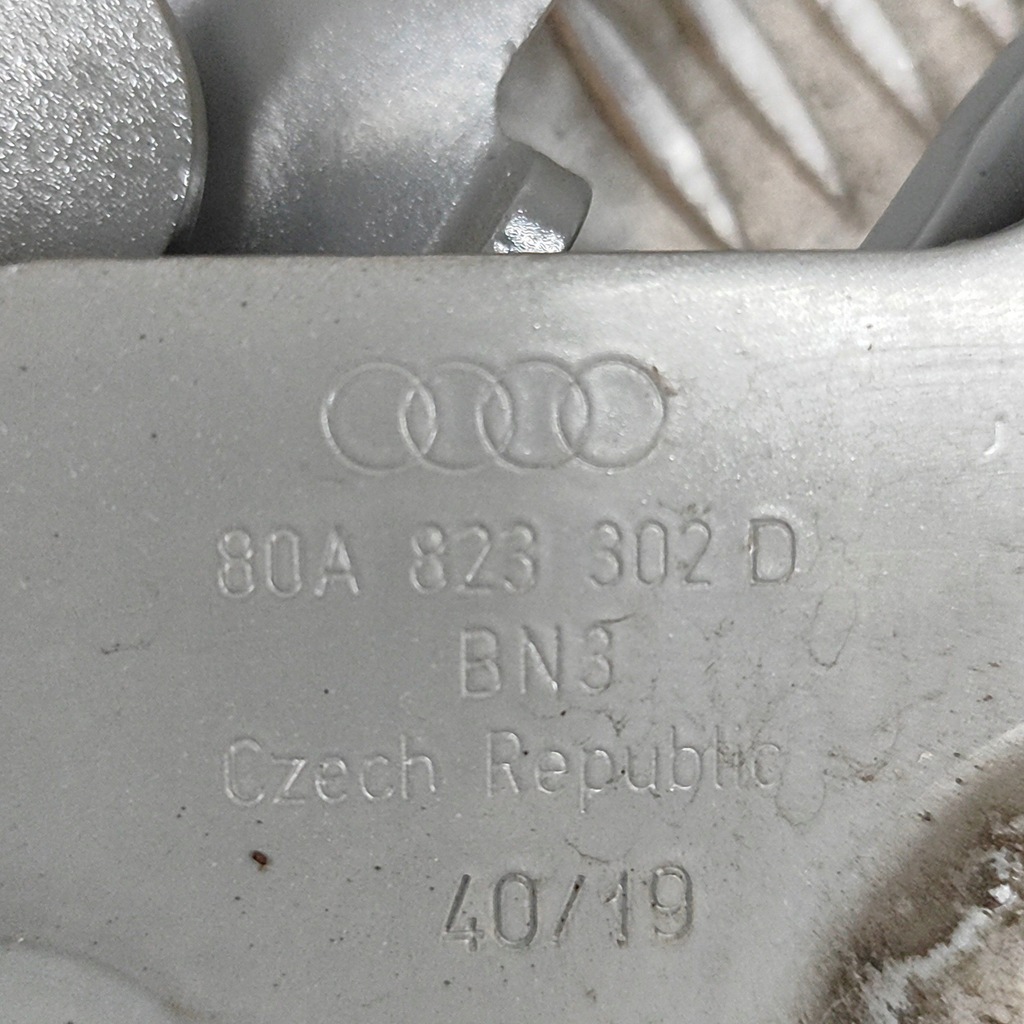 80A 823 302 D
BN3
Czech Republic
40/19